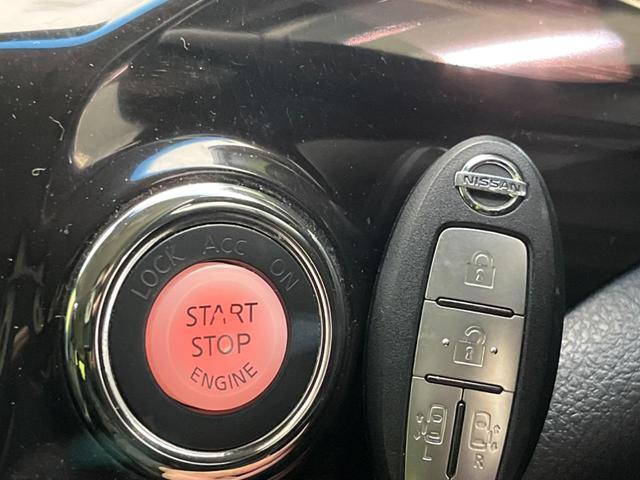 LOCK ACC ON
START
STOP
ENGINE
NISSAN
L
R